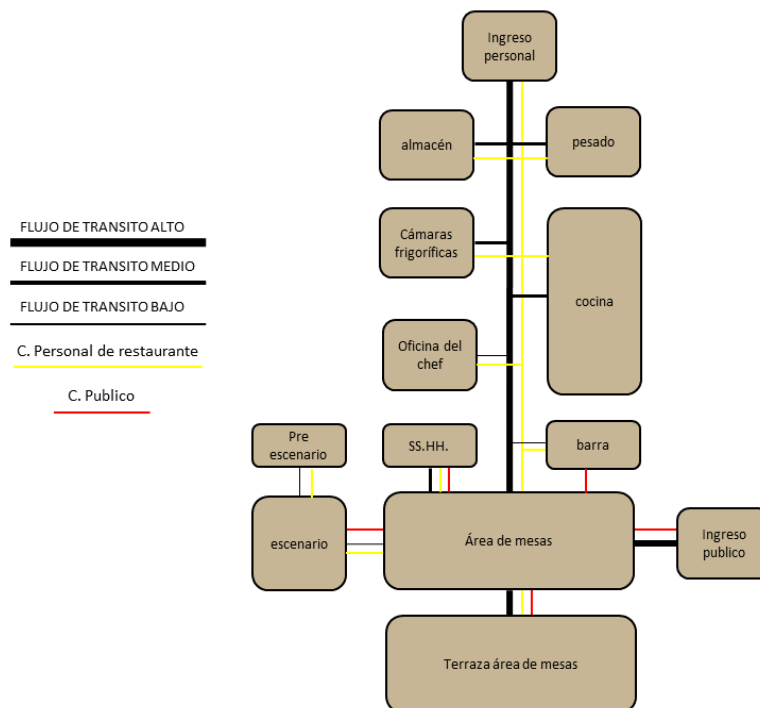 Ingreso
personal
almacén
pesado
FLUJO DE TRANSITO ALTO
FLUJO DE TRANSITO MEDIO
FLUJO DE TRANSITO BAJO
C. Personal de restaurante
C. Publico
Cámaras
frigoríficas
cocina
Oficina del
chef
Pre
escenario
SS.HH.
barra
escenario
Área de mesas
Ingreso
publico
Terraza área de mesas